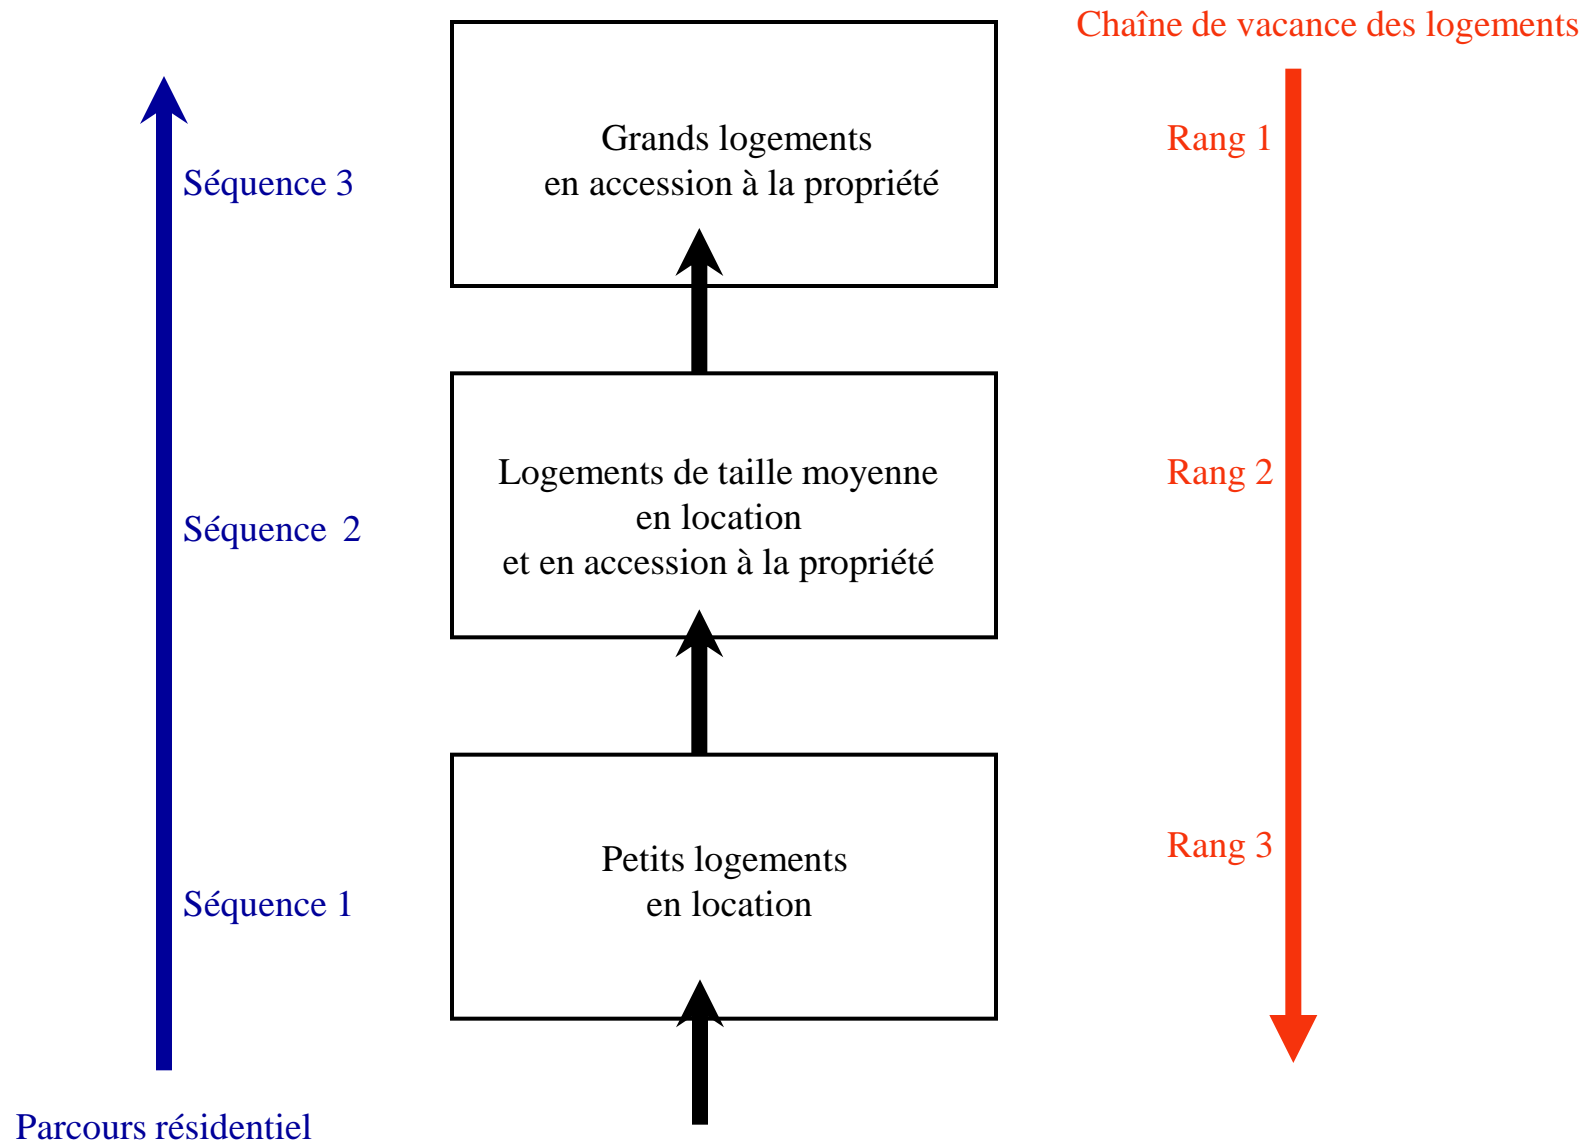 Chaîne de vacance des logements
Grands logements
en accession à la propriété
Rang 1
Séquence 3
Logements de taille moyenne
en location
et en accession à la propriété
Rang 2
Séquence 2
Petits logements
en location
Rang 3
Séquence 1
Parcours résidentiel